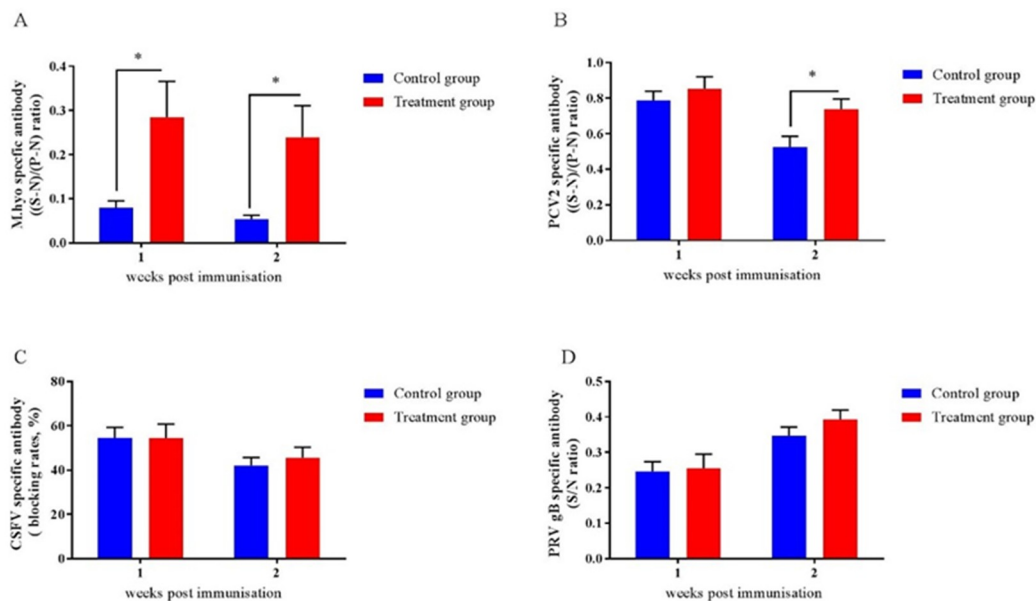 A
M.hyo specfic antibody
((S-N)/(P-N) ratio)
0.4
0.3
0.2
0.1
0.0
*
*
1
2
weeks post immunisation
Control group
Treatment group
B
PCV2 specific antibody
((S-N)/(P-N) ratio)
1.0
0.8
0.6
0.4
0.2
0.0
*
1
2
weeks post immunisation
Control group
Treatment group
C
CSFV specific antibody
( blocking rates, %)
80
60
40
20
0
1
2
weeks post immunisation
Control group
Treatment group
D
PRV gB specific antibody
(S/N ratio)
0.5
0.4
0.3
0.2
0.1
0.0
1
2
weeks post immunisation
Control group
Treatment group